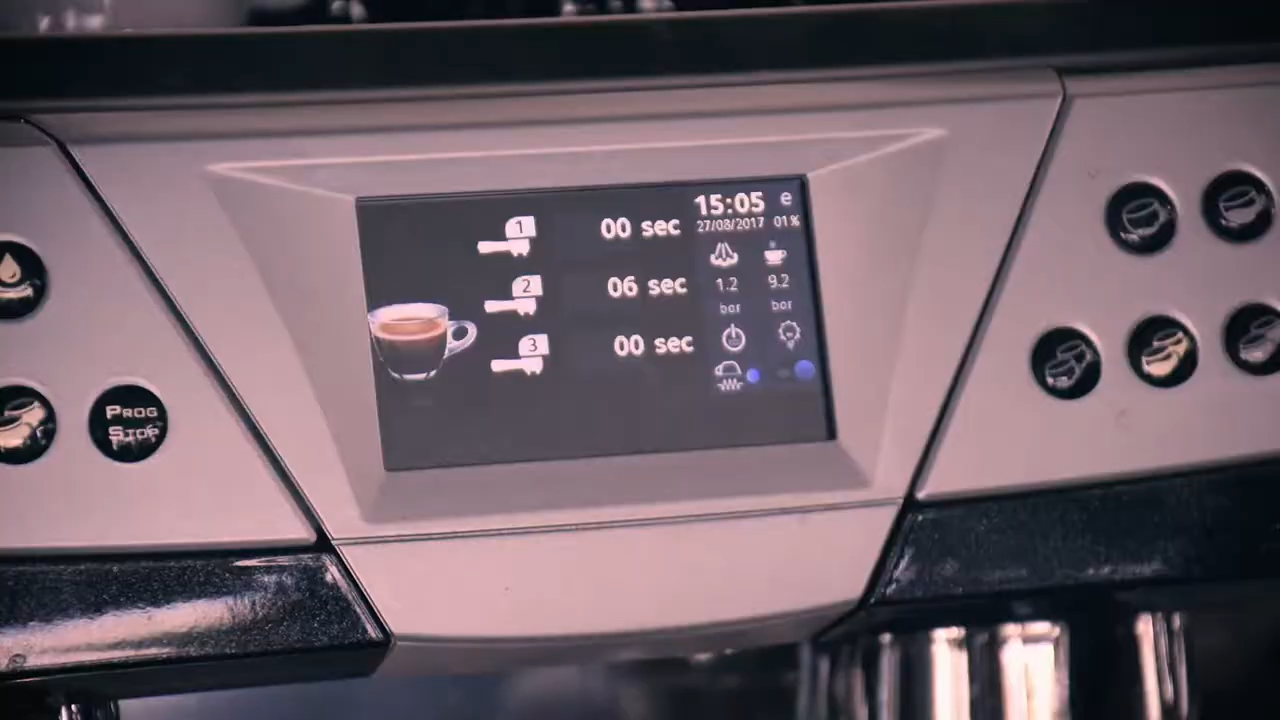 15:05 e
27/08/2017 01%
1 00 sec
2 06 sec
3 00 sec
1.2 9.2
bar bar
PROG
STOP